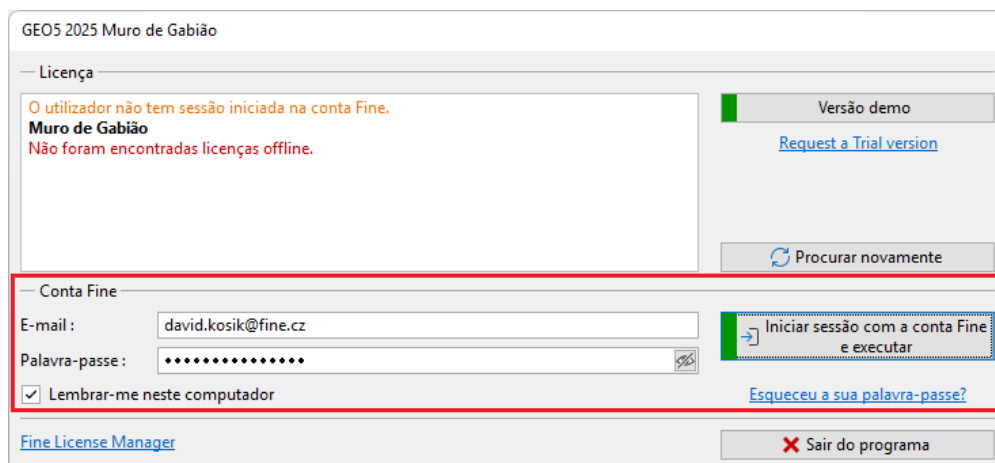 GEO5 2025 Muro de Gabião
Licença
O utilizador não tem sessão iniciada na conta Fine.
Muro de Gabião
Não foram encontradas licenças offline.
Versão demo
Request a Trial version
Procurar novamente
Conta Fine
E-mail :
david.kosik@fine.cz
Palavra-passe :
•••••••••••••••
Iniciar sessão com a conta Fine
e executar
Lembrar-me neste computador
Esqueceu a sua palavra-passe?
Fine License Manager
Sair do programa